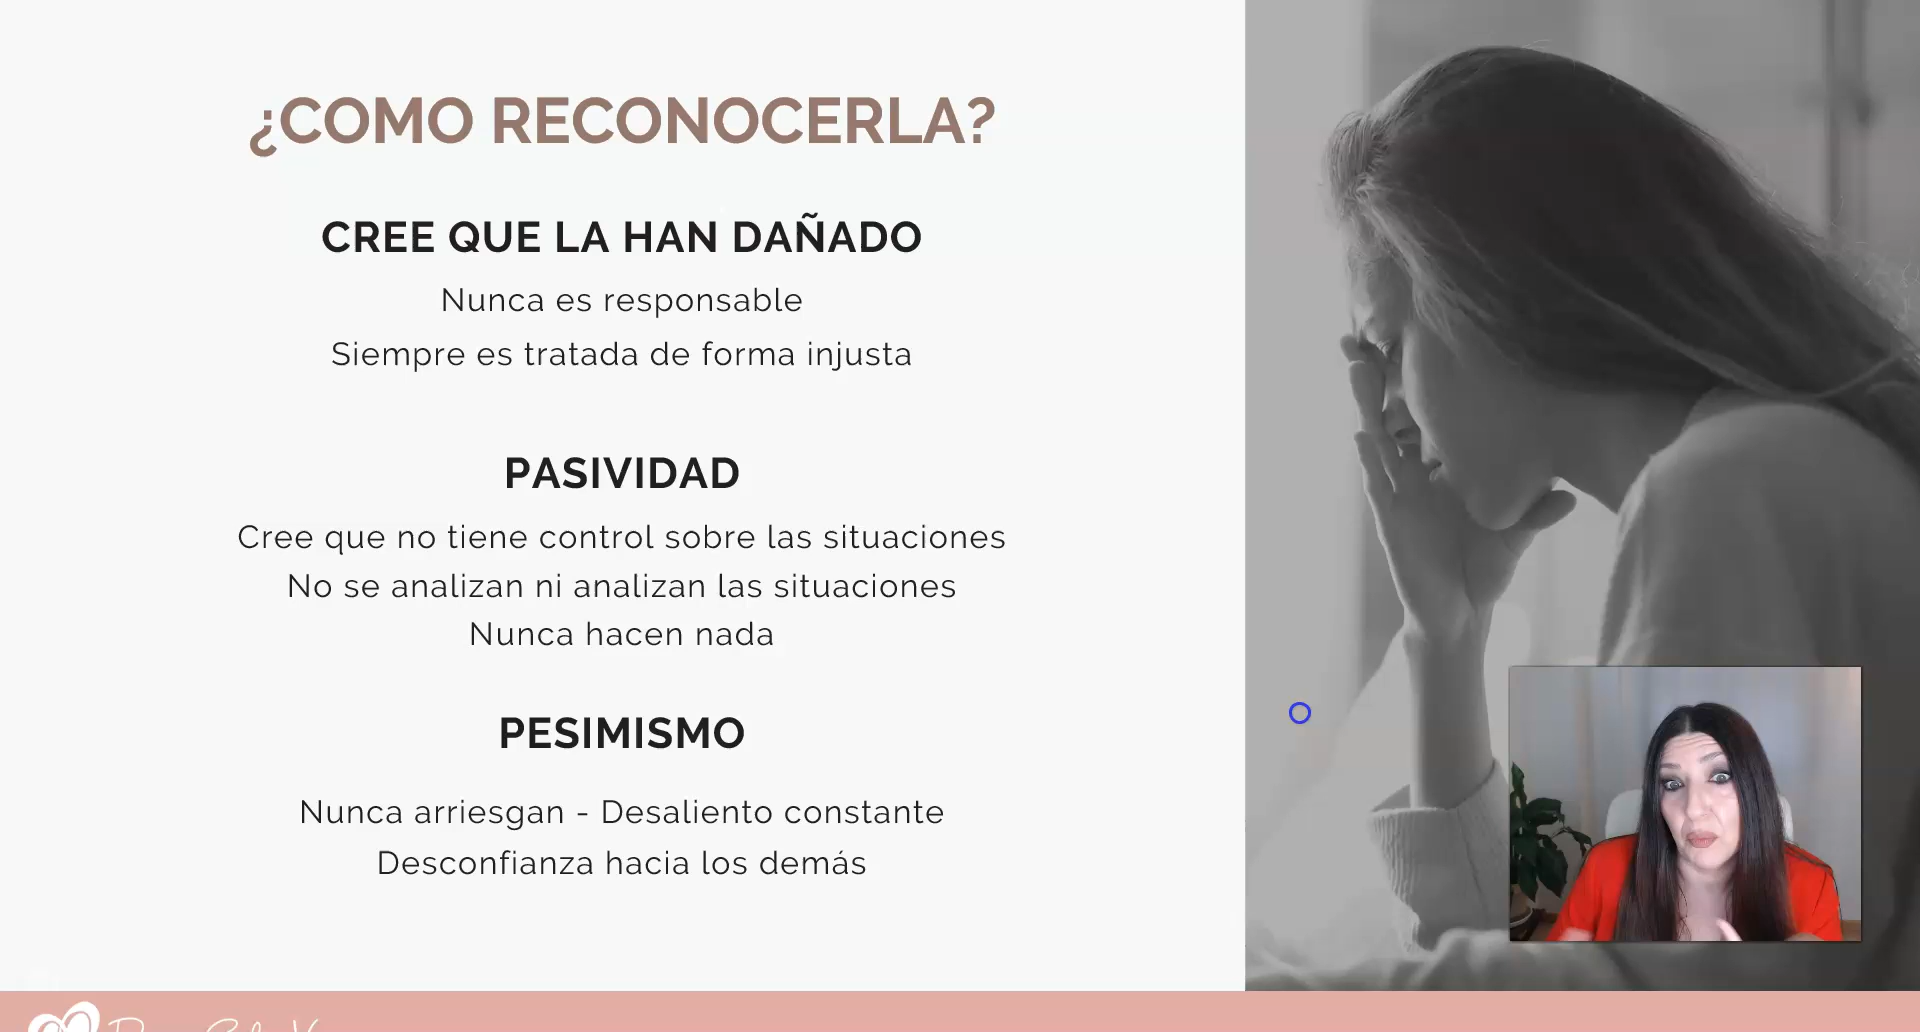 ¿COMO RECONOCERLA?
CREE QUE LA HAN DAÑADO
Nunca es responsable
Siempre es tratada de forma injusta
PASIVIDAD
Cree que no tiene control sobre las situaciones
No se analizan ni analizan las situaciones
Nunca hacen nada
PESIMISMO
Nunca arriesgan - Desaliento constante
Desconfianza hacia los demás